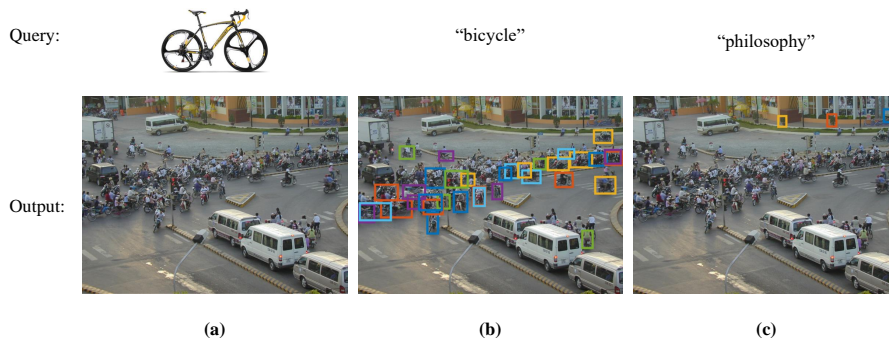 Query:
“bicycle”
“philosophy”
Output:
(a)
(b)
(c)